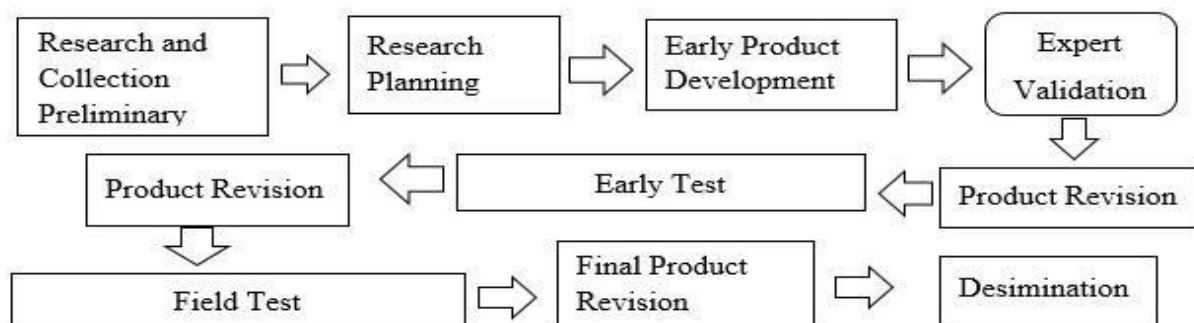 Research and
Collection
Preliminary
Research
Planning
Early Product
Development
Expert
Validation
Product Revision
Early Test
Product Revision
Field Test
Final Product
Revision
Desimination